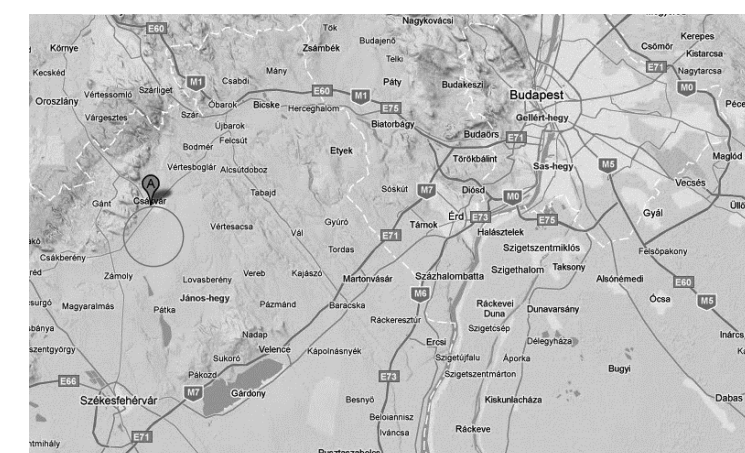 Nagykovácsi
E60
Tök
Kerepes
Környe
Zsámbék
Budajenő
Csömör
Kistarcsa
Telki
E71
Nagytarcsa
Kecskéd
M1
Csabdi
Mány
Páty
Budakeszi
M0
Vértessomló
Szárliget
E60
Budapest
Oroszlány
Óbarok
Bicske
Herceghalom
M1
E75
Péce
Várgesztes
Szár
Gellért-hegy
Újbarok
Biatorbágy
Felcsút
Budaörs
E71
Bodmér
Etyek
Törökbálint
Maglód
Vértesboglár
Alcsútdoboz
Sas-hegy
M5
A
Tabajd
Sóskút
M7
Diósd
M0
Vecsés
Gánt
Csákvár
Üllő
Érd
E73
E75
Gyál
Vértesacsa
Gyúró
Tárnok
Halásztelek
Vál
E71
Tordas
Szigetszentmiklós
Felsőpakony
Csákberény
Zámoly
Vereb
Kajászó
Százhalombatta
Szigethalom
Taksony
Lovasberény
Martonvásár
Alsónémedi
E60
János-hegy
M6
Ócsa
M5
Magyaralmás
Pátka
Pázmánd
Baracska
Ráckevei
Duna
Dunavarsány
Ráckeresztúr
Szigetcsép
Nadap
Ercsi
Délegyháza
Inárcs
szentgyörgy
Velence
Kápolnásnyék
Sukoró
Szigetújfalu
Áporka
Pákozd
Bugyi
E66
E73
Szigetszentmárton
M7
Gárdony
Székesfehérvár
Besnyő
Kiskunlacháza
Dabas
Beloiannisz
E71
Iváncsa
Ráckeve
ntmihály